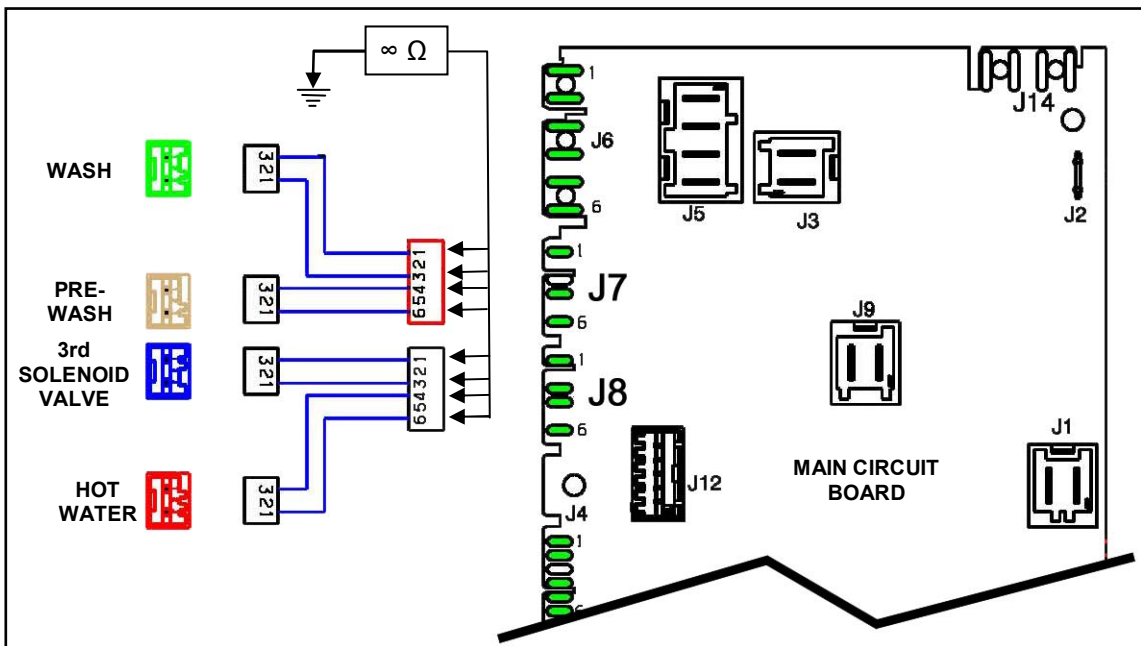 ∞ Ω
WASH
321
PRE-
WASH
321
654321
3rd
SOLENOID
VALVE
321
654321
HOT
WATER
321
1
J6
6
1
J7
6
1
J8
6
J4
1
6
J5
J3
J14
J2
J9
J12
MAIN CIRCUIT
BOARD
J1